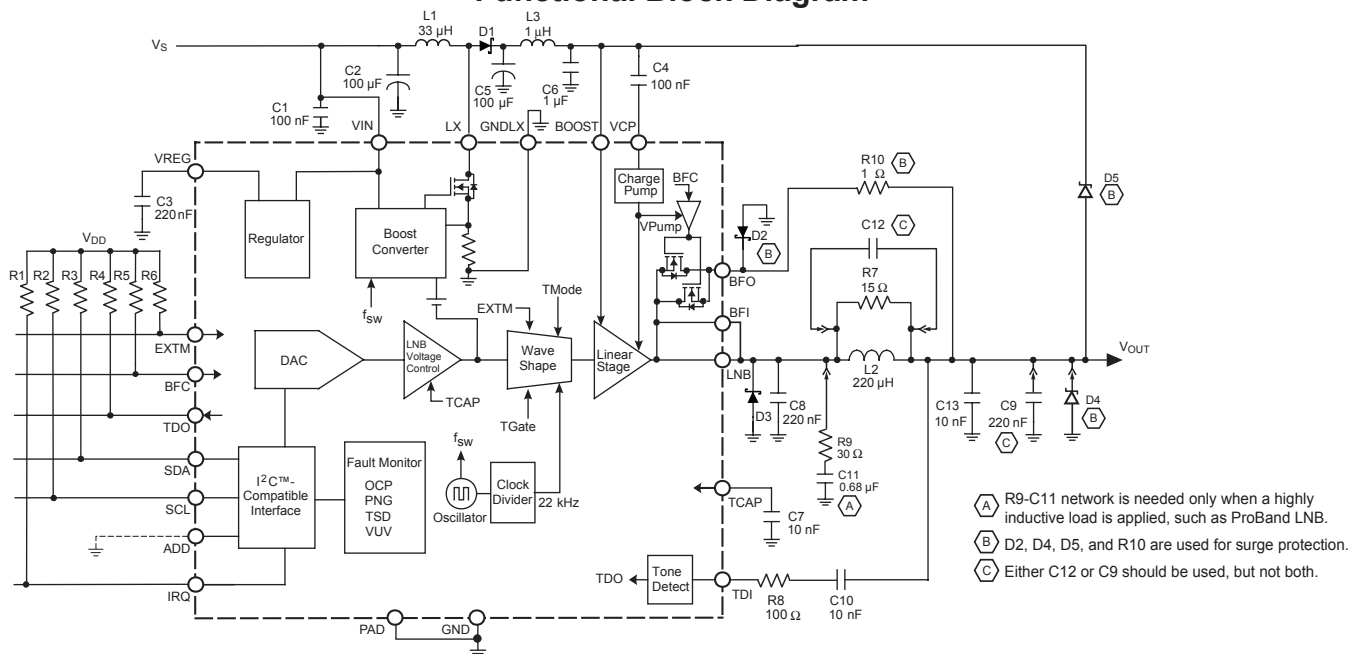 Functional Block Diagram
L1
33 µH
D1
L3
1 µH
VS
C2
100 µF
C5
100 µF
C6
1 µF
C4
100 nF
C1
100 nF
VIN
LX
GNDLX
BOOST
VCP
VREG
C3
220 nF
Regulator
Boost
Converter
fSW
Charge
Pump
BFC
VPump
D2
B
BFO
R10
1 Ω
B
C12
C
R7
15 Ω
D5
B
VDD
R1
R2
R3
R4
R5
R6
EXTM
BFC
TDO
SDA
SCL
ADD
IRQ
DAC
LNB
Voltage
Control
TCAP
EXTM
TMode
Wave
Shape
TGate
Linear
Stage
BFI
LNB
L2
220 µH
VOUT
D3
C8
220 nF
R9
30 Ω
C11
0.68 µF
A
C13
10 nF
C9
220 nF
C
D4
B
I2C™-
Compatible
Interface
Fault Monitor
OCP
PNG
TSD
VUV
fSW
Oscillator
Clock
Divider
22 kHz
TCAP
C7
10 nF
TDO
Tone
Detect
TDI
R8
100 Ω
C10
10 nF
PAD
GND
A R9-C11 network is needed only when a highly
inductive load is applied, such as ProBand LNB.
B D2, D4, D5, and R10 are used for surge protection.
C Either C12 or C9 should be used, but not both.